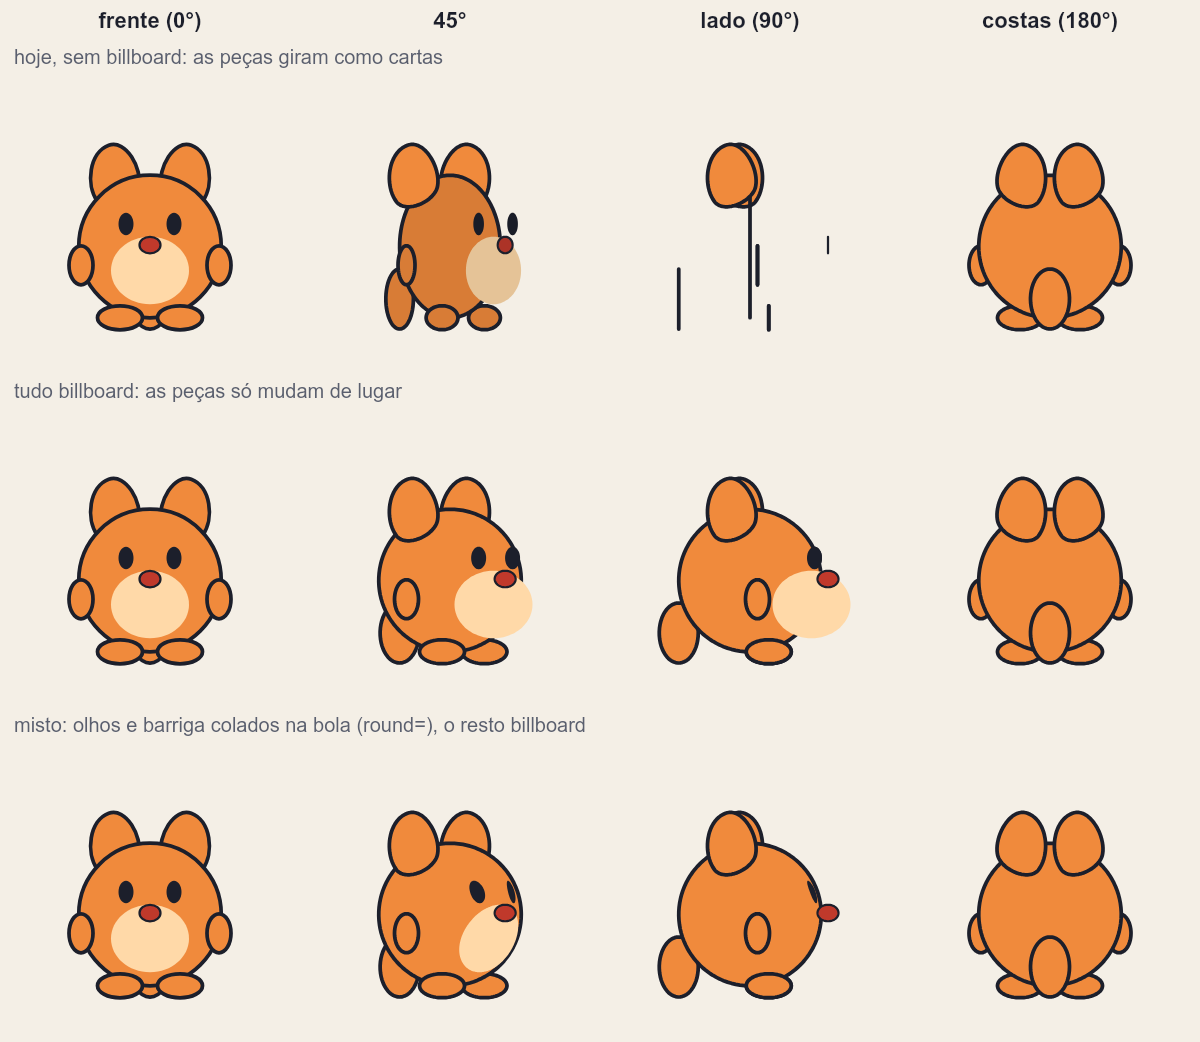 frente (0°) 45° lado (90°) costas (180°)
hoje, sem billboard: as peças giram como cartas
tudo billboard: as peças só mudam de lugar
misto: olhos e barriga colados na bola (round=), o resto billboard